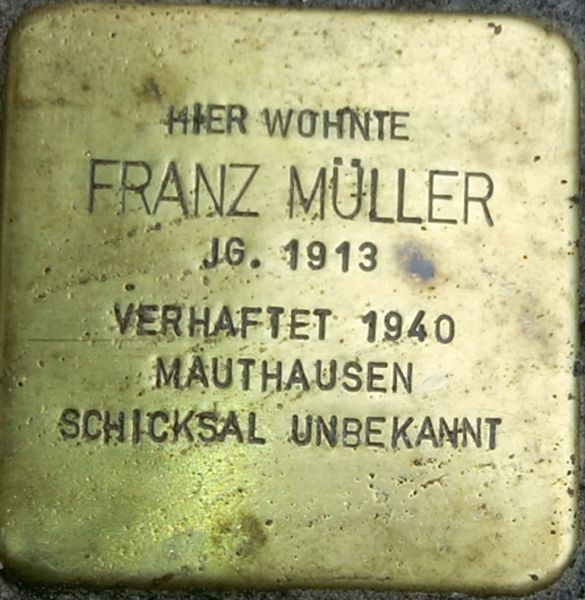 HIER WOHNTE
FRANZ MÜLLER
JG. 1913
VERHAFTET 1940
MAUTHAUSEN
SCHICKSAL UNBEKANNT